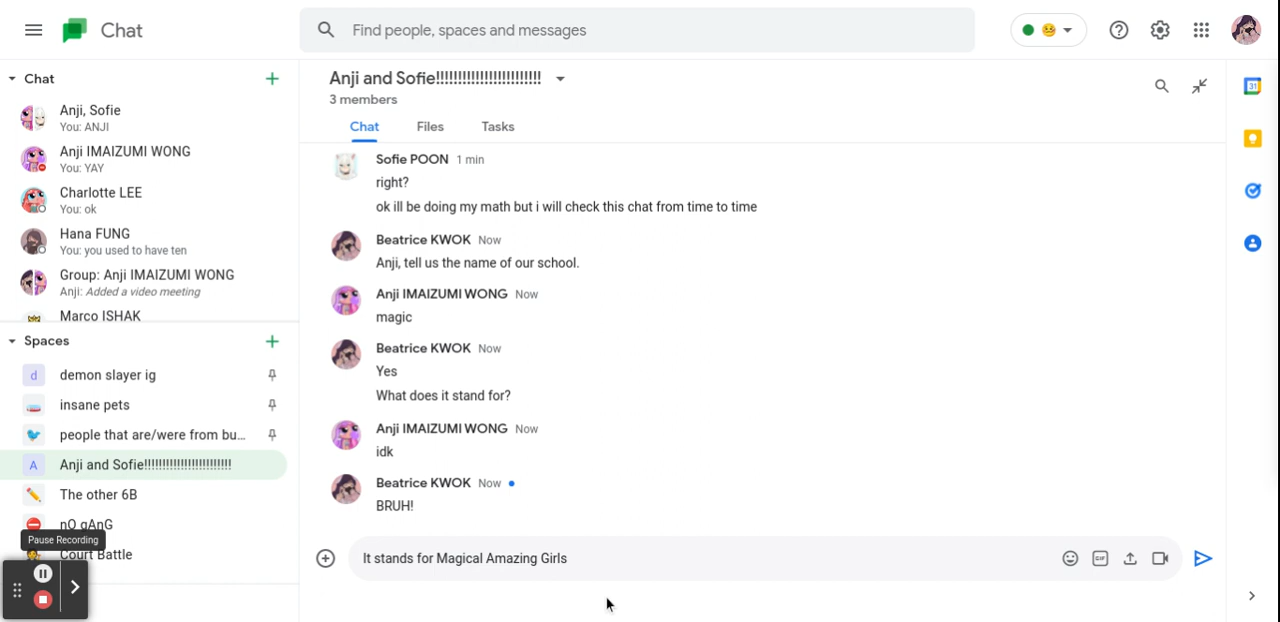 Chat
Find people, spaces and messages
Chat
Anji, Sofie
You: ANJI
Anji IMAIZUMI WONG
You: YAY
Charlotte LEE
You: ok
Hana FUNG
You: you used to have ten
Group: Anji IMAIZUMI WONG
Anji: Added a video meeting
Marco ISHAK
Spaces
d demon slayer ig
insane pets
people that are/were from bu...
A Anji and Sofie!!!!!!!!!!!!!!!!!!!!!!!!
The other 6B
nO gAnG
Pause Recording
Court Battle
Anji and Sofie!!!!!!!!!!!!!!!!!!!!!!!!
3 members
Chat Files Tasks
Sofie POON 1 min
right?
ok ill be doing my math but i will check this chat from time to time
Beatrice KWOK Now
Anji, tell us the name of our school.
Anji IMAIZUMI WONG Now
magic
Beatrice KWOK Now
Yes
What does it stand for?
Anji IMAIZUMI WONG Now
idk
Beatrice KWOK Now
BRUH!
It stands for Magical Amazing Girls
GIF
31